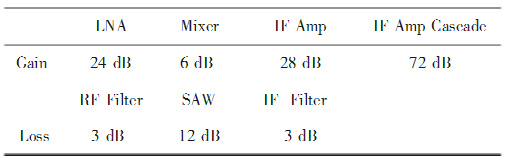 LNA Mixer IF Amp IF Amp Cascade
Gain 24 dB 6 dB 28 dB 72 dB
RF Filter SAW IF Filter
Loss 3 dB 12 dB 3 dB